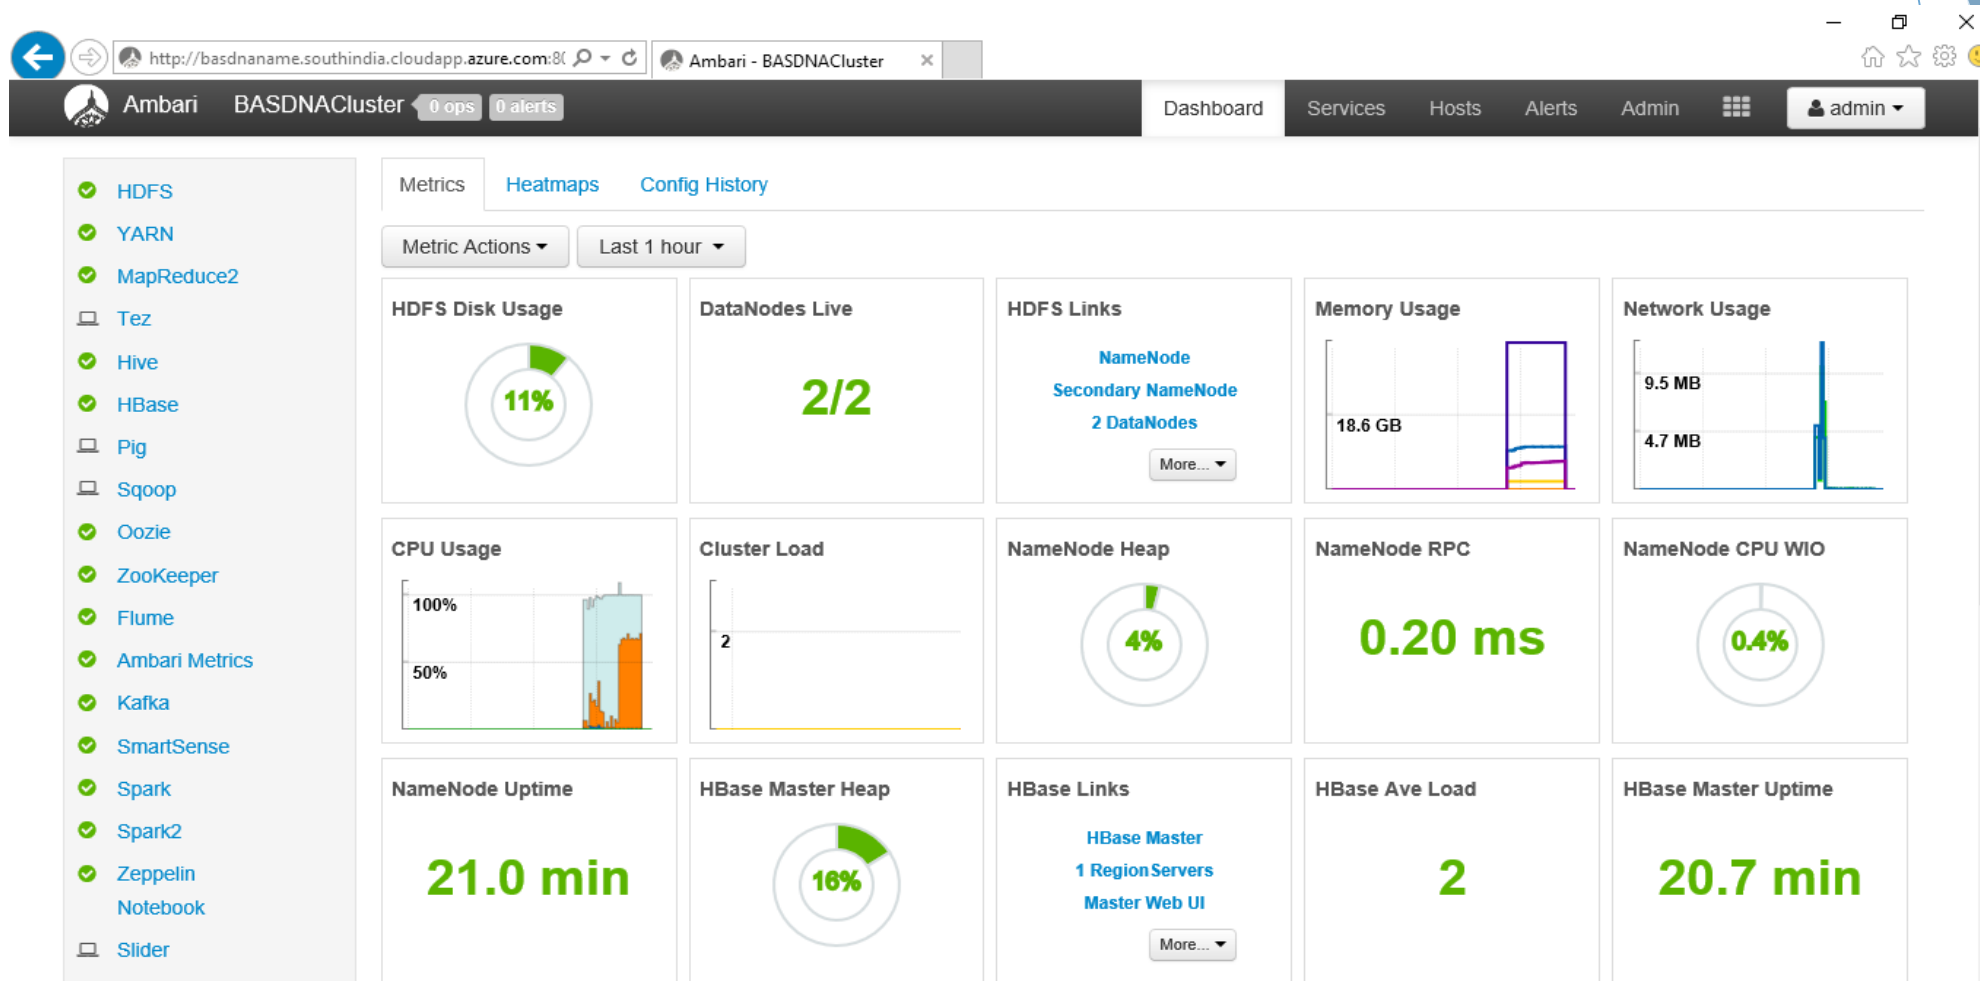 http://basdnaname.southindia.cloudapp.azure.com:8(
Ambari - BASDNACluster
Ambari BASDNACluster 0 ops 0 alerts
Dashboard Services Hosts Alerts Admin admin
HDFS
YARN
MapReduce2
Tez
Hive
HBase
Pig
Sqoop
Oozie
ZooKeeper
Flume
Ambari Metrics
Kafka
SmartSense
Spark
Spark2
Zeppelin
Notebook
Slider
Metrics Heatmaps Config History
Metric Actions Last 1 hour
HDFS Disk Usage
11%
DataNodes Live
2/2
HDFS Links
NameNode
Secondary NameNode
2 DataNodes
More...
Memory Usage
18.6 GB
Network Usage
9.5 MB
4.7 MB
CPU Usage
100%
50%
Cluster Load
2
NameNode Heap
4%
NameNode RPC
0.20 ms
NameNode CPU WIO
0.4%
NameNode Uptime
21.0 min
HBase Master Heap
16%
HBase Links
HBase Master
1 RegionServers
Master Web UI
More...
HBase Ave Load
2
HBase Master Uptime
20.7 min